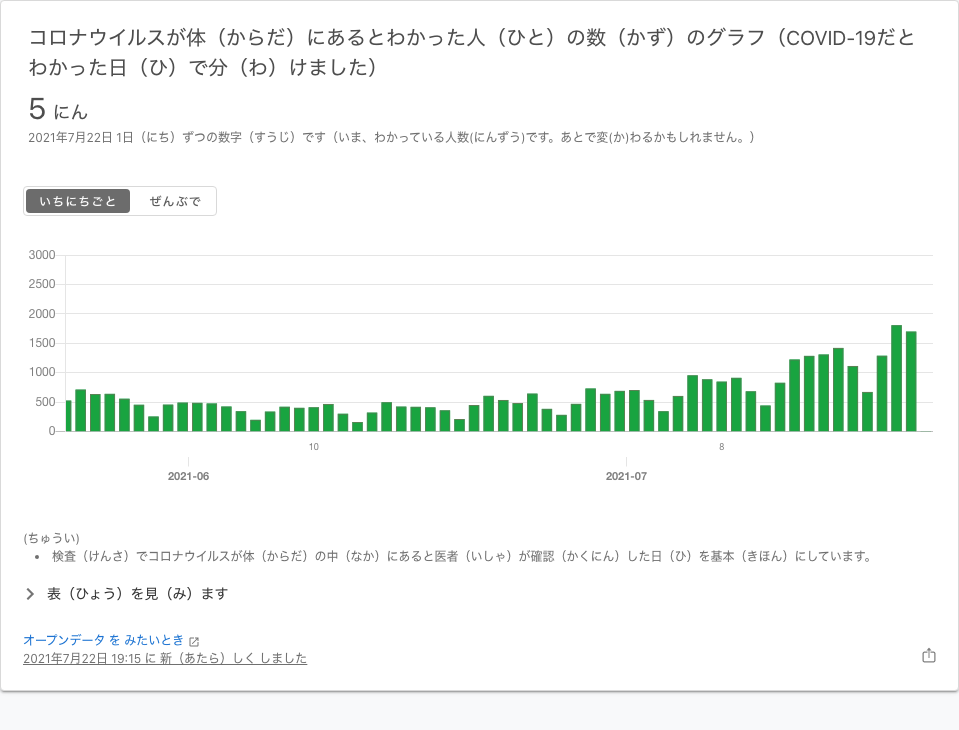 コロナウイルスが体（からだ）にあるとわかった人（ひと）の数（かず）のグラフ（COVID-19だと
わかった日（ひ）で分（わ）けました）
5 にん
2021年7月22日 1日（にち）ずつの数字（すうじ）です（いま、わかっている人数(にんずう)です。あとで変(か)わるかもしれません。）
いちにちごと ぜんぶで
3000
2500
2000
1500
1000
500
0
10 8
2021-06 2021-07
(ちゅうい)
• 検査（けんさ）でコロナウイルスが体（からだ）の中（なか）にあると医者（いしゃ）が確認（かくにん）した日（ひ）を基本（きほん）にしています。
表（ひょう）を見（み）ます
オープンデータ を みたいとき
2021年7月22日 19:15 に 新（あたら）しく しました